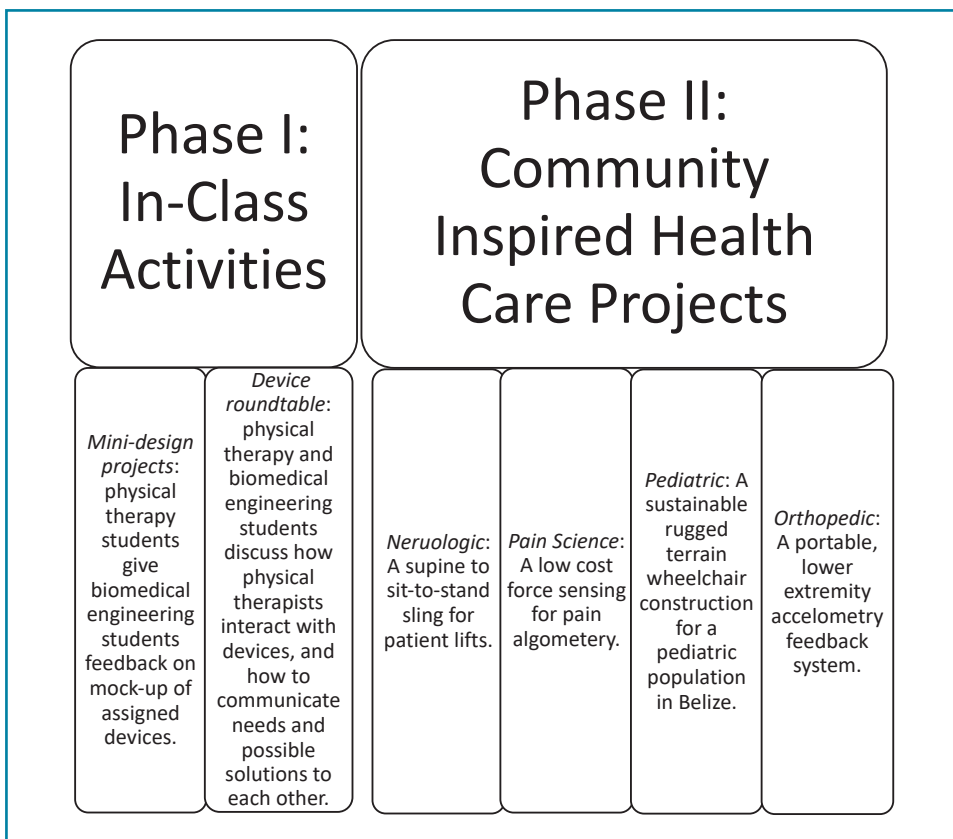 Phase I:
In-Class
Activities
Phase II:
Community
Inspired Health
Care Projects
Mini-design
projects:
physical
therapy
students
give
biomedical
engineering
students
feedback on
mock-up of
assigned
devices.
Device
roundtable:
physical
therapy and
biomedical
engineering
students
discuss how
physical
therapists
interact with
devices, and
how to
communicate
needs and
possible
solutions to
each other.
Neruologic:
A supine to
sit-to-stand
sling for
patient lifts.
Pain Science:
A low cost
force sensing
for pain
algometery.
Pediatric: A
sustainable
rugged
terrain
wheelchair
construction
for a
pediatric
population
in Belize.
Orthopedic:
A portable,
lower
extremity
accelometry
feedback
system.